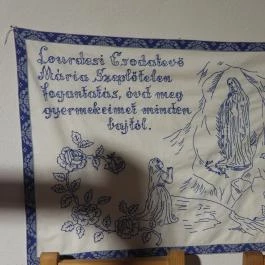 Lourdesi Csodatevő
Mária Szeplőtelen
fogantatás, óvd meg
gyermekeimet minden
bajtól.